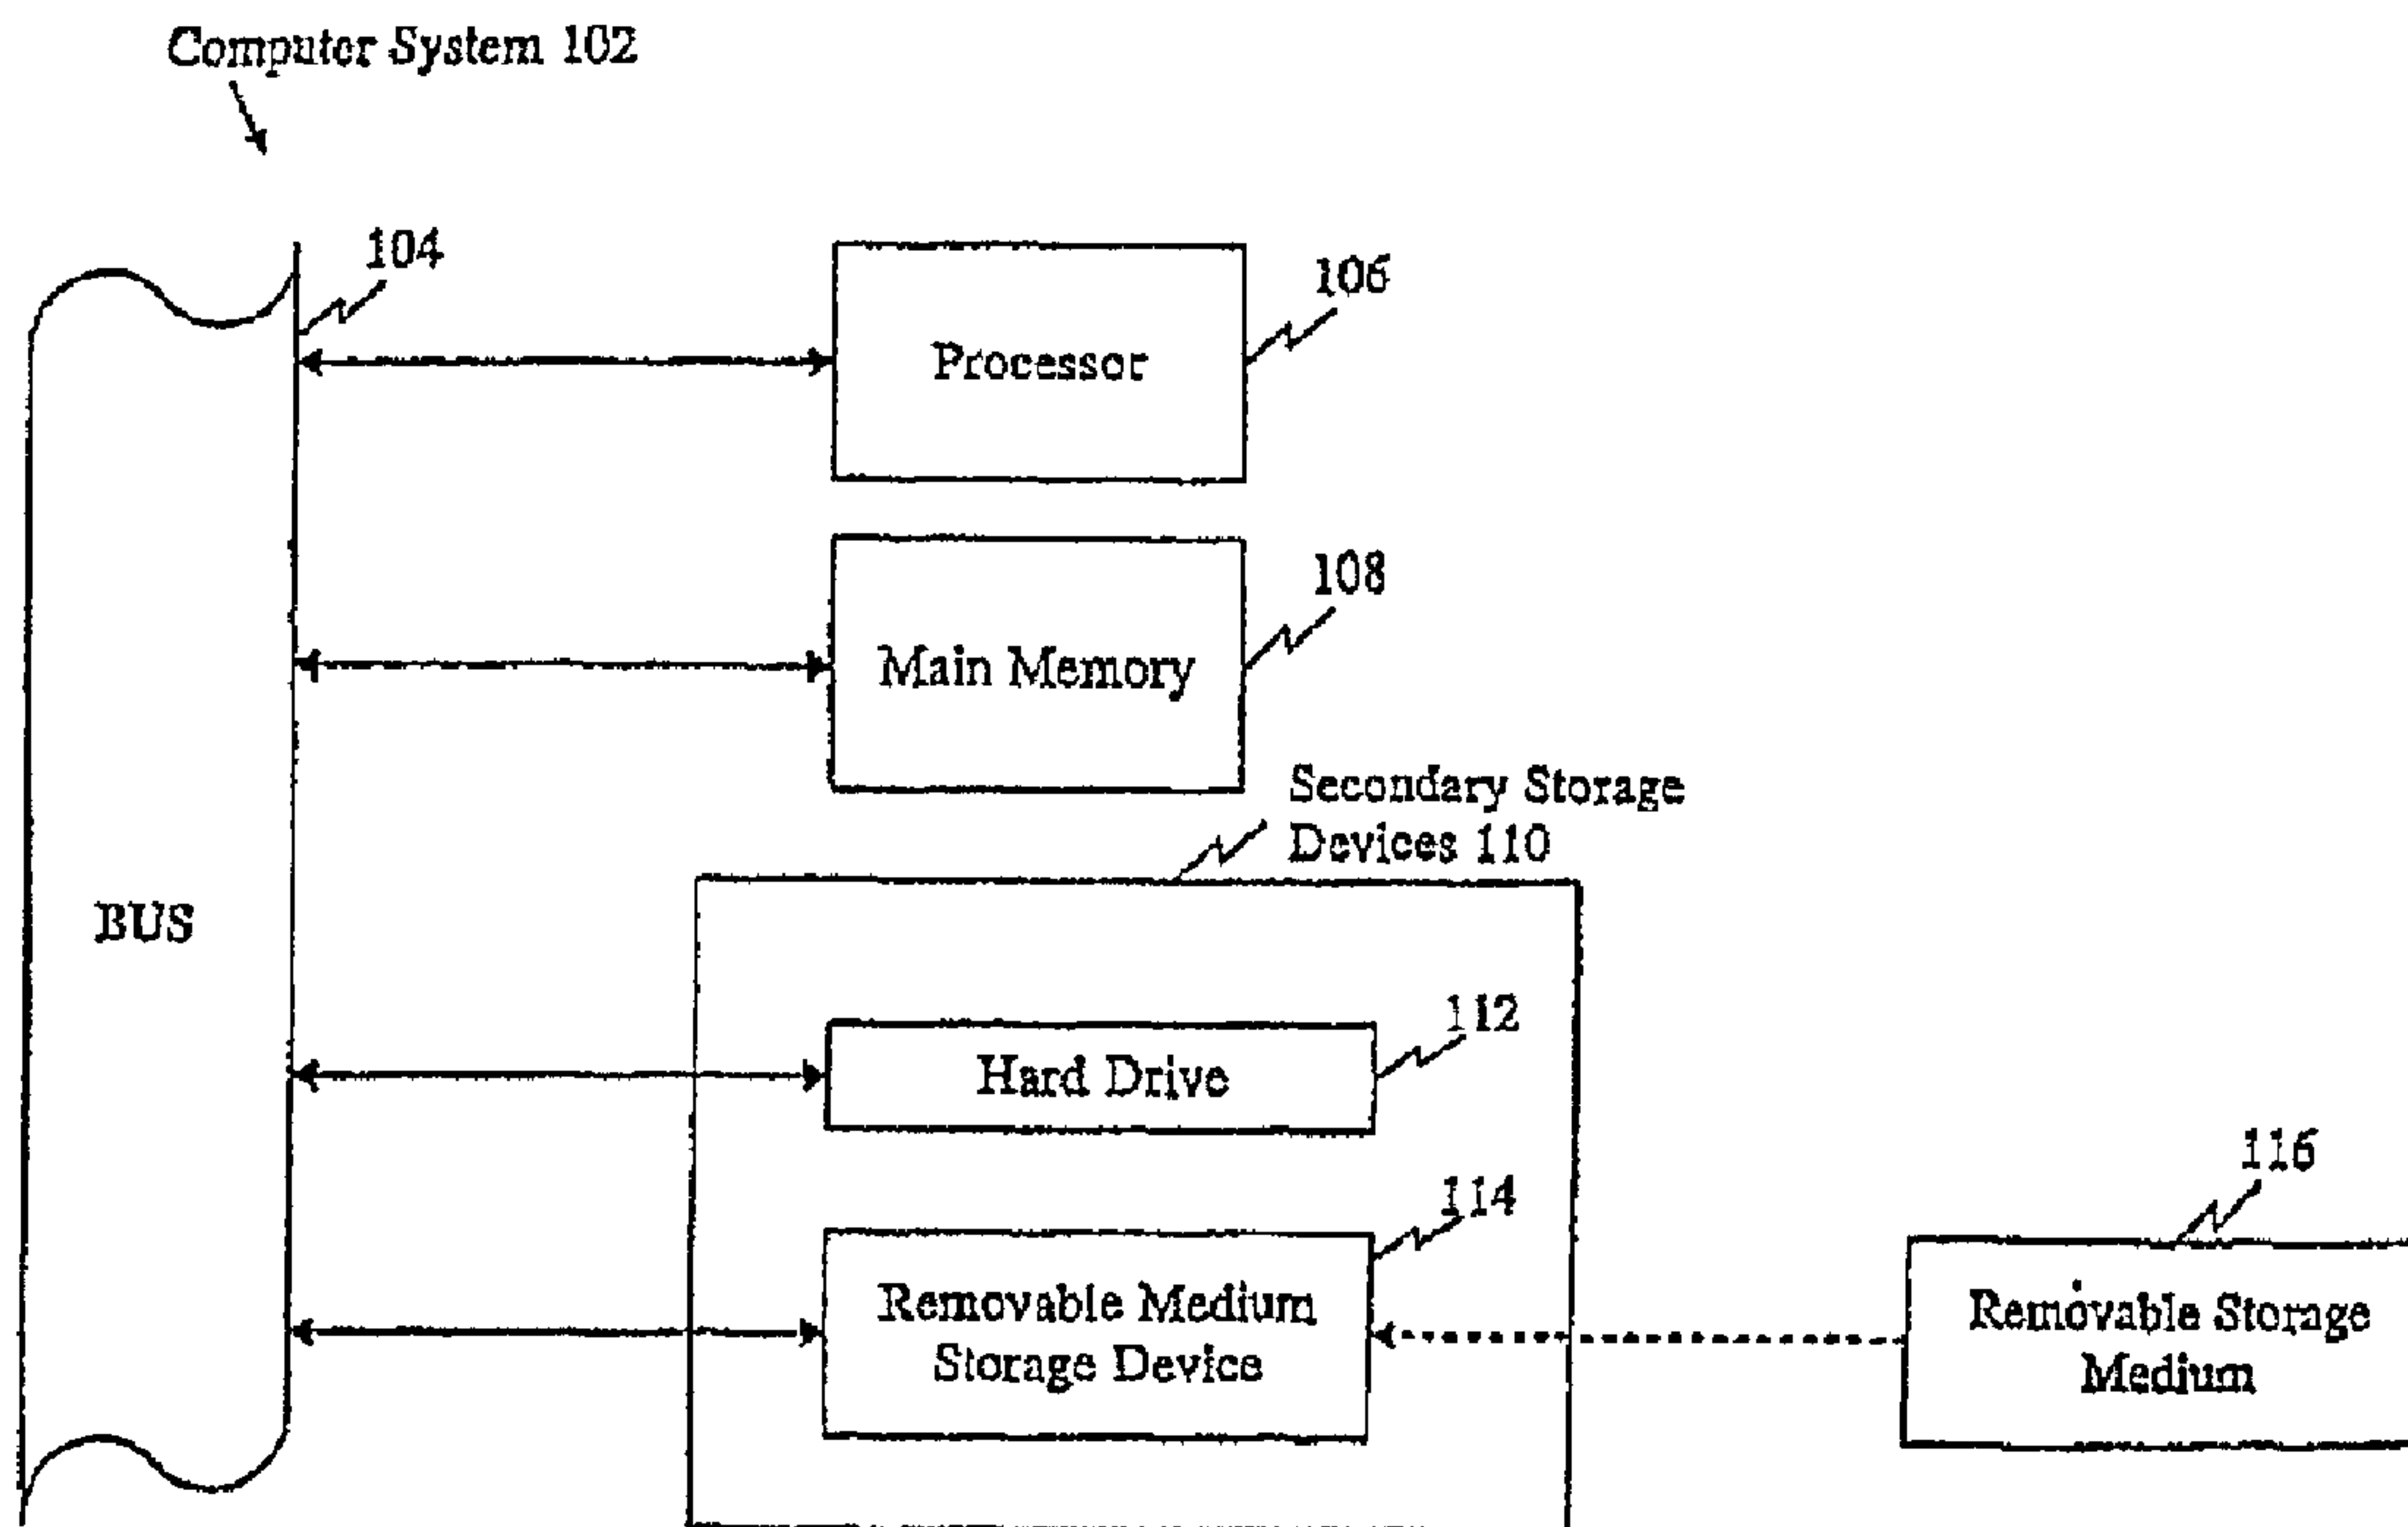 Computer System 102
104
106
Processor
108
Main Memory
Secondary Storage
Devices 110
BUS
112
Hard Drive
114
116
Removable Medium
Storage Device
Removable Storage
Medium